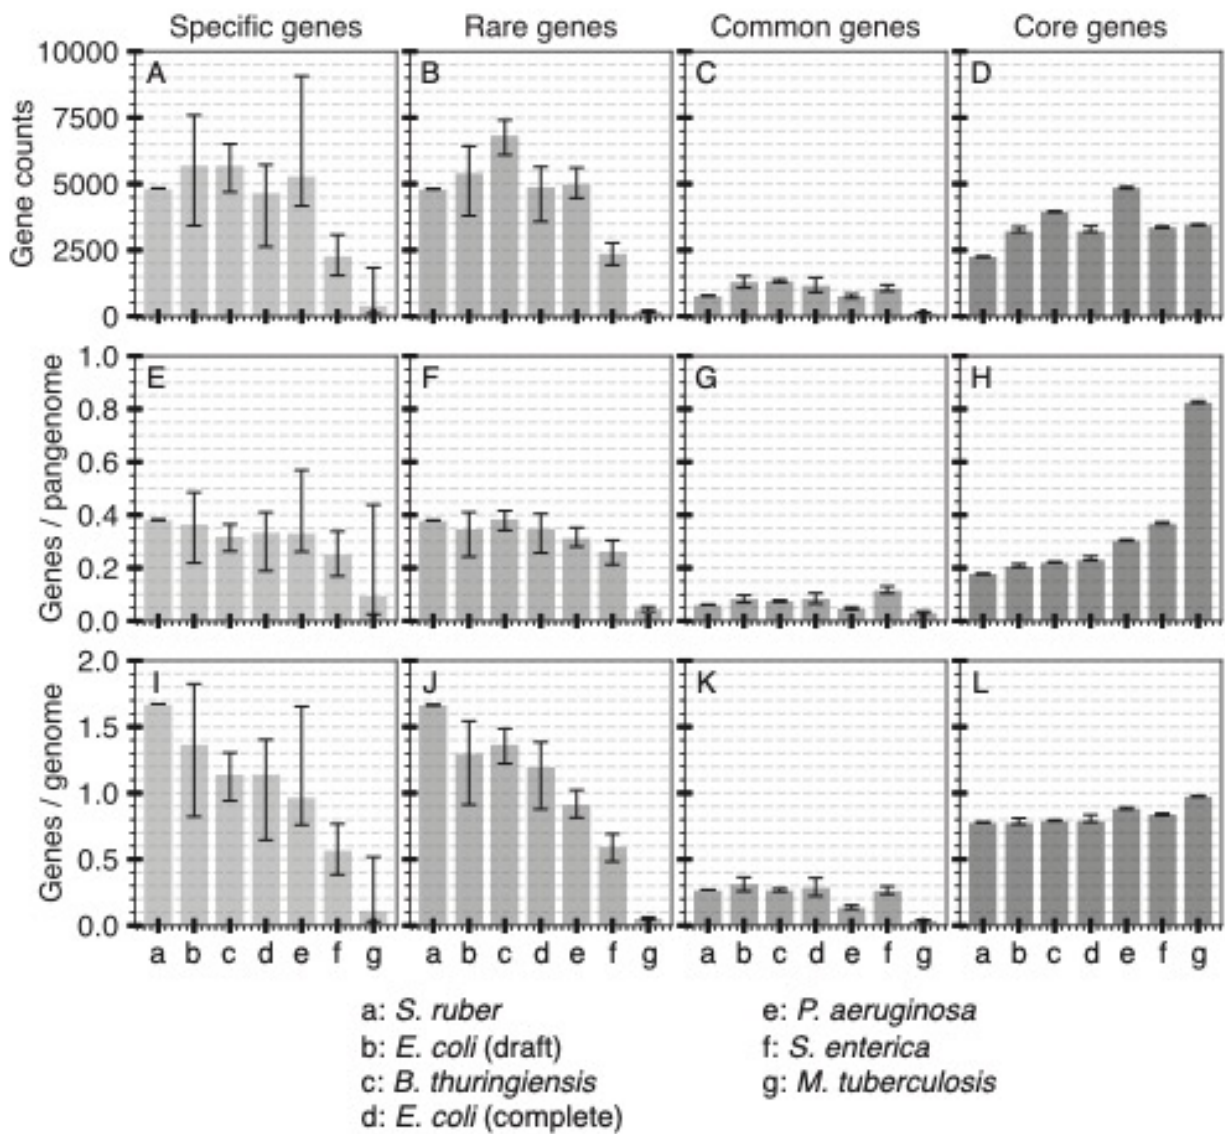 Specific genes Rare genes Common genes Core genes
Gene counts
10000
7500
5000
2500
0
A B C D
Genes / pangenome
1.0
0.8
0.6
0.4
0.2
0.0
E F G H
Genes / genome
2.0
1.5
1.0
0.5
0.0
I J K L
a b c d e f g a b c d e f g a b c d e f g a b c d e f g
a: S. ruber
b: E. coli (draft)
c: B. thuringiensis
d: E. coli (complete)
e: P. aeruginosa
f: S. enterica
g: M. tuberculosis